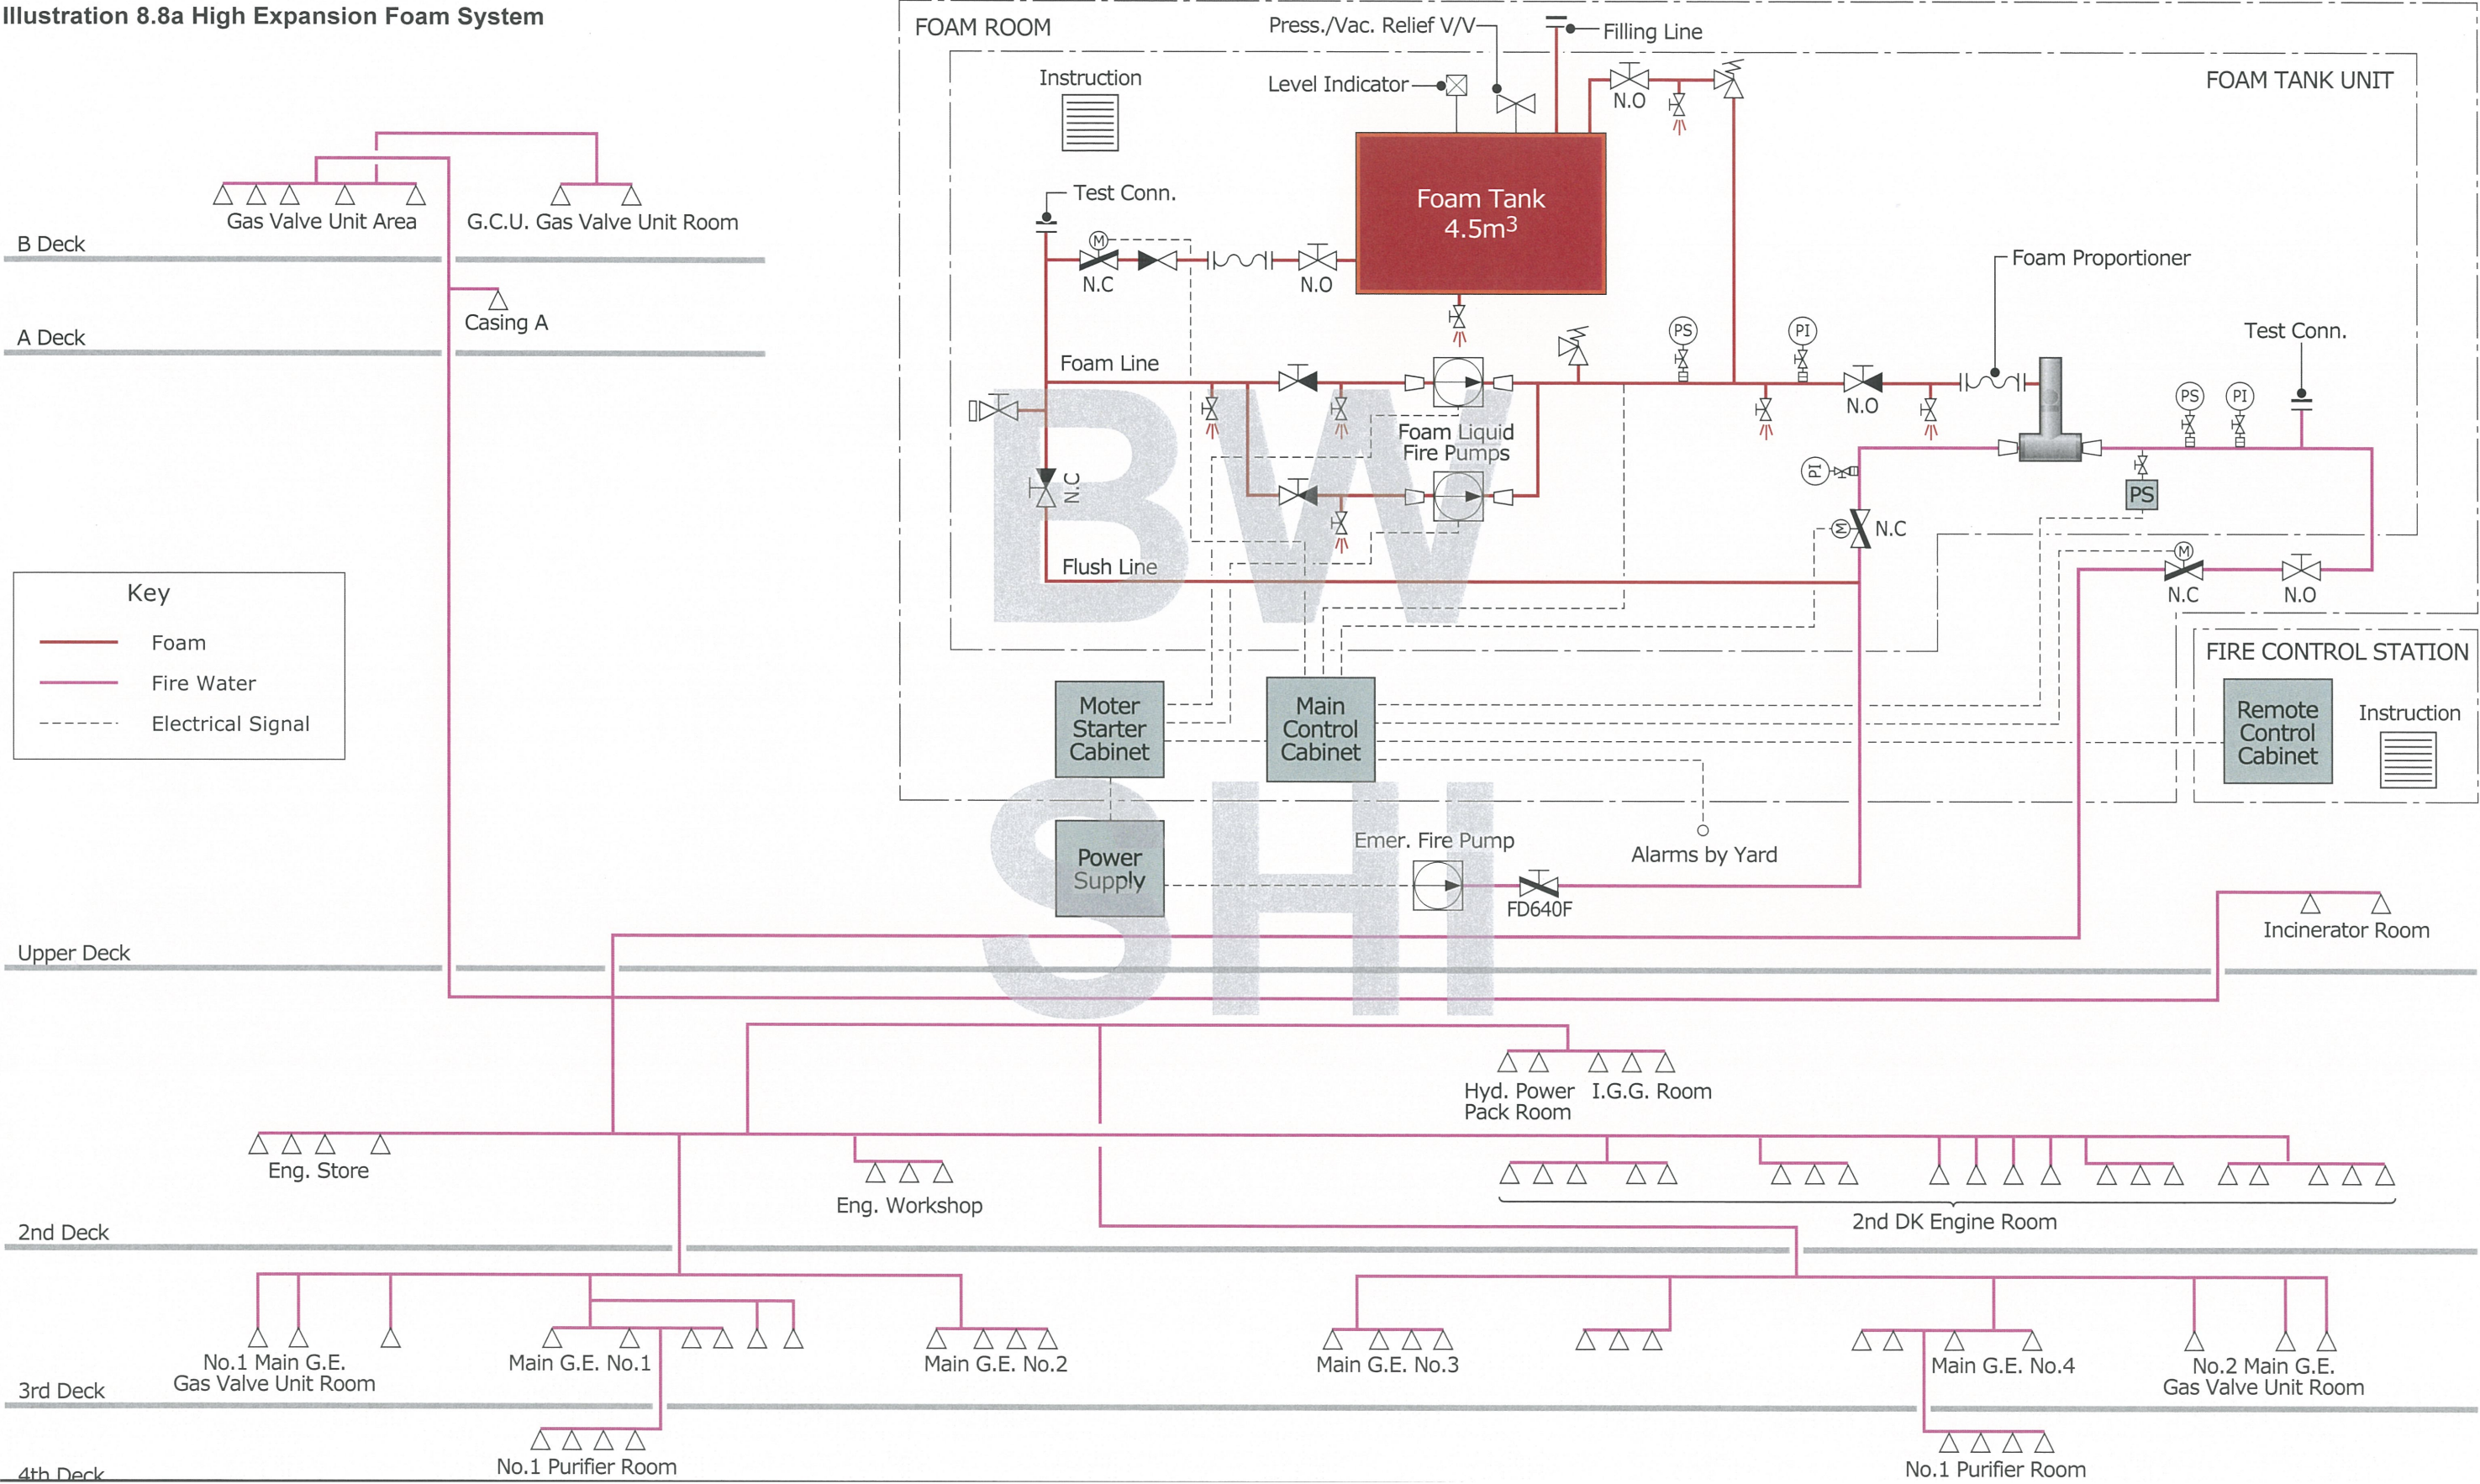 Illustration 8.8a High Expansion Foam System
FOAM ROOM
Press./Vac. Relief V/V
Filling Line
FOAM TANK UNIT
Instruction
Level Indicator
N.O
Foam Tank
4.5m³
Test Conn.
M
N.C
N.O
Foam Proportioner
Gas Valve Unit Area
G.C.U. Gas Valve Unit Room
B Deck
Casing A
A Deck
Foam Line
PS
PI
Test Conn.
N.O
PS
PI
Foam Liquid
Fire Pumps
N.C
PI
PS
M
N.C
Flush Line
M
N.C
N.O
BW
SHI
Key
Foam
Fire Water
Electrical Signal
FIRE CONTROL STATION
Moter
Starter
Cabinet
Main
Control
Cabinet
Remote
Control
Cabinet
Instruction
Power
Supply
Emer. Fire Pump
FD640F
Alarms by Yard
Incinerator Room
Upper Deck
Hyd. Power
Pack Room
I.G.G. Room
Eng. Store
Eng. Workshop
2nd DK Engine Room
2nd Deck
No.1 Main G.E.
Gas Valve Unit Room
Main G.E. No.1
Main G.E. No.2
Main G.E. No.3
Main G.E. No.4
No.2 Main G.E.
Gas Valve Unit Room
3rd Deck
No.1 Purifier Room
No.1 Purifier Room
4th Deck